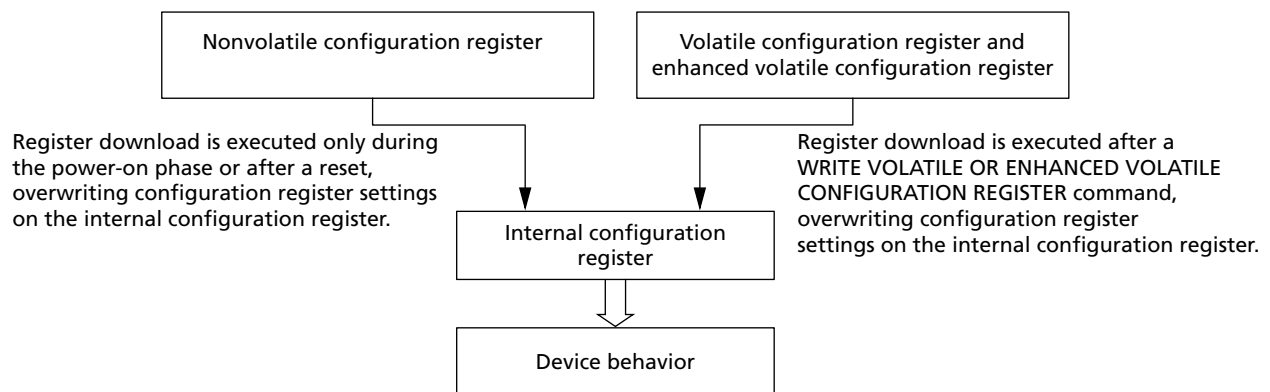 Nonvolatile configuration register
Volatile configuration register and
enhanced volatile configuration register
Register download is executed only during
the power-on phase or after a reset,
overwriting configuration register settings
on the internal configuration register.
Register download is executed after a
WRITE VOLATILE OR ENHANCED VOLATILE
CONFIGURATION REGISTER command,
overwriting configuration register
settings on the internal configuration register.
Internal configuration
register
Device behavior